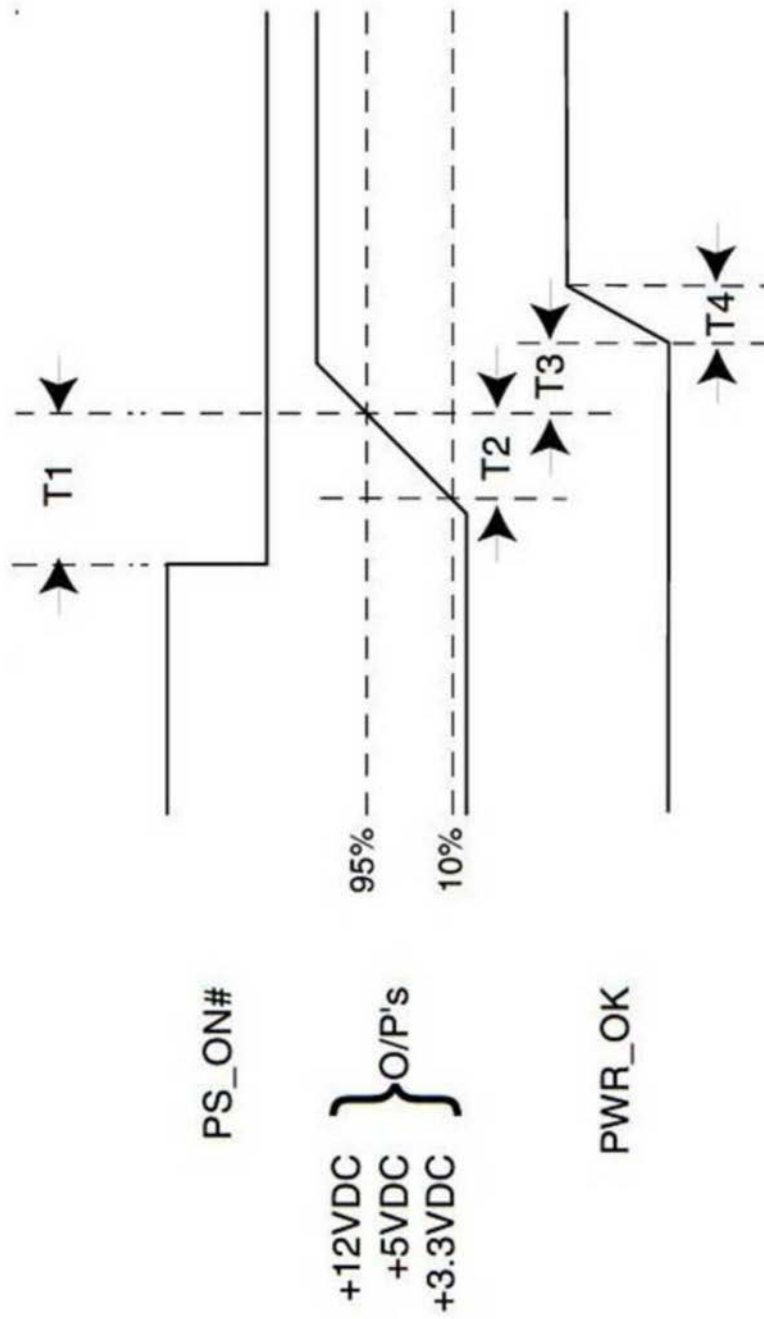 T1
PS_ON#
95%
+12VDC
+5VDC
+3.3VDC
O/P's
10%
T2
T3
PWR_OK
T4